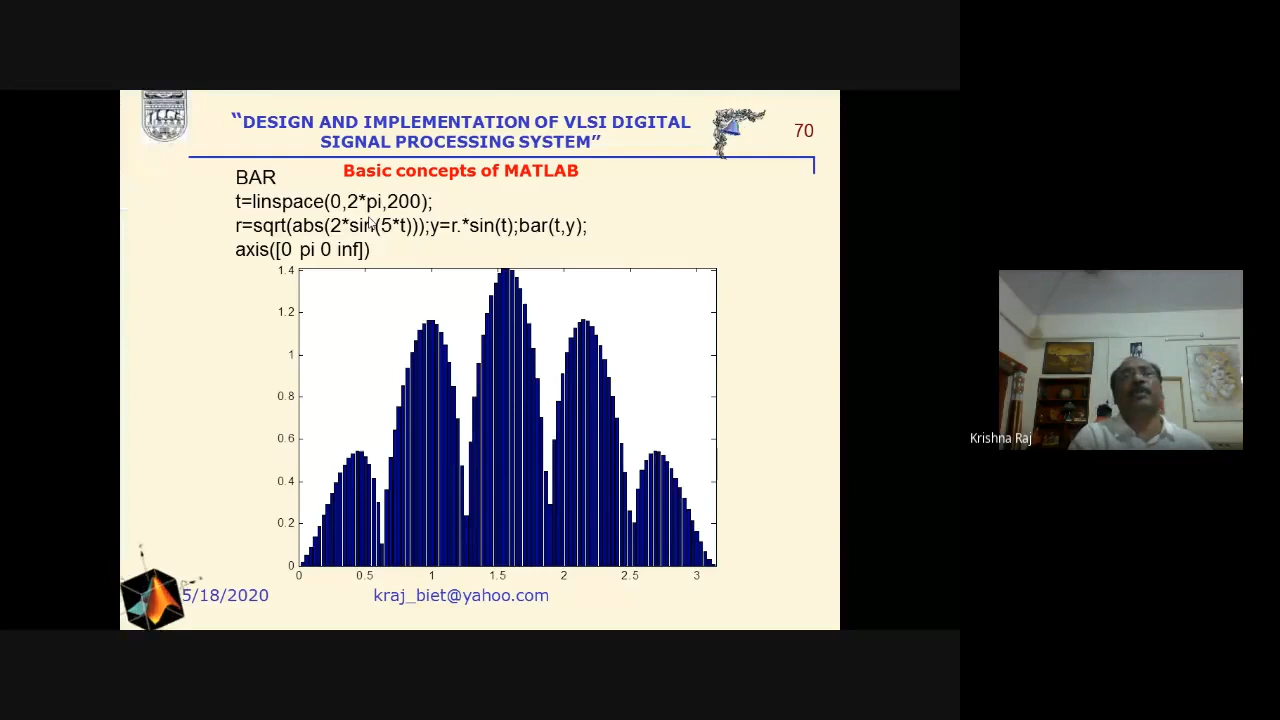 “DESIGN AND IMPLEMENTATION OF VLSI DIGITAL
SIGNAL PROCESSING SYSTEM”
70
Basic concepts of MATLAB
BAR
t=linspace(0,2*pi,200);
r=sqrt(abs(2*sin(5*t)));y=r.*sin(t);bar(t,y);
axis([0 pi 0 inf])
1.4
1.2
1
0.8
0.6
0.4
0.2
0
0 0.5 1 1.5 2 2.5 3
5/18/2020
kraj_biet@yahoo.com
Krishna Raj